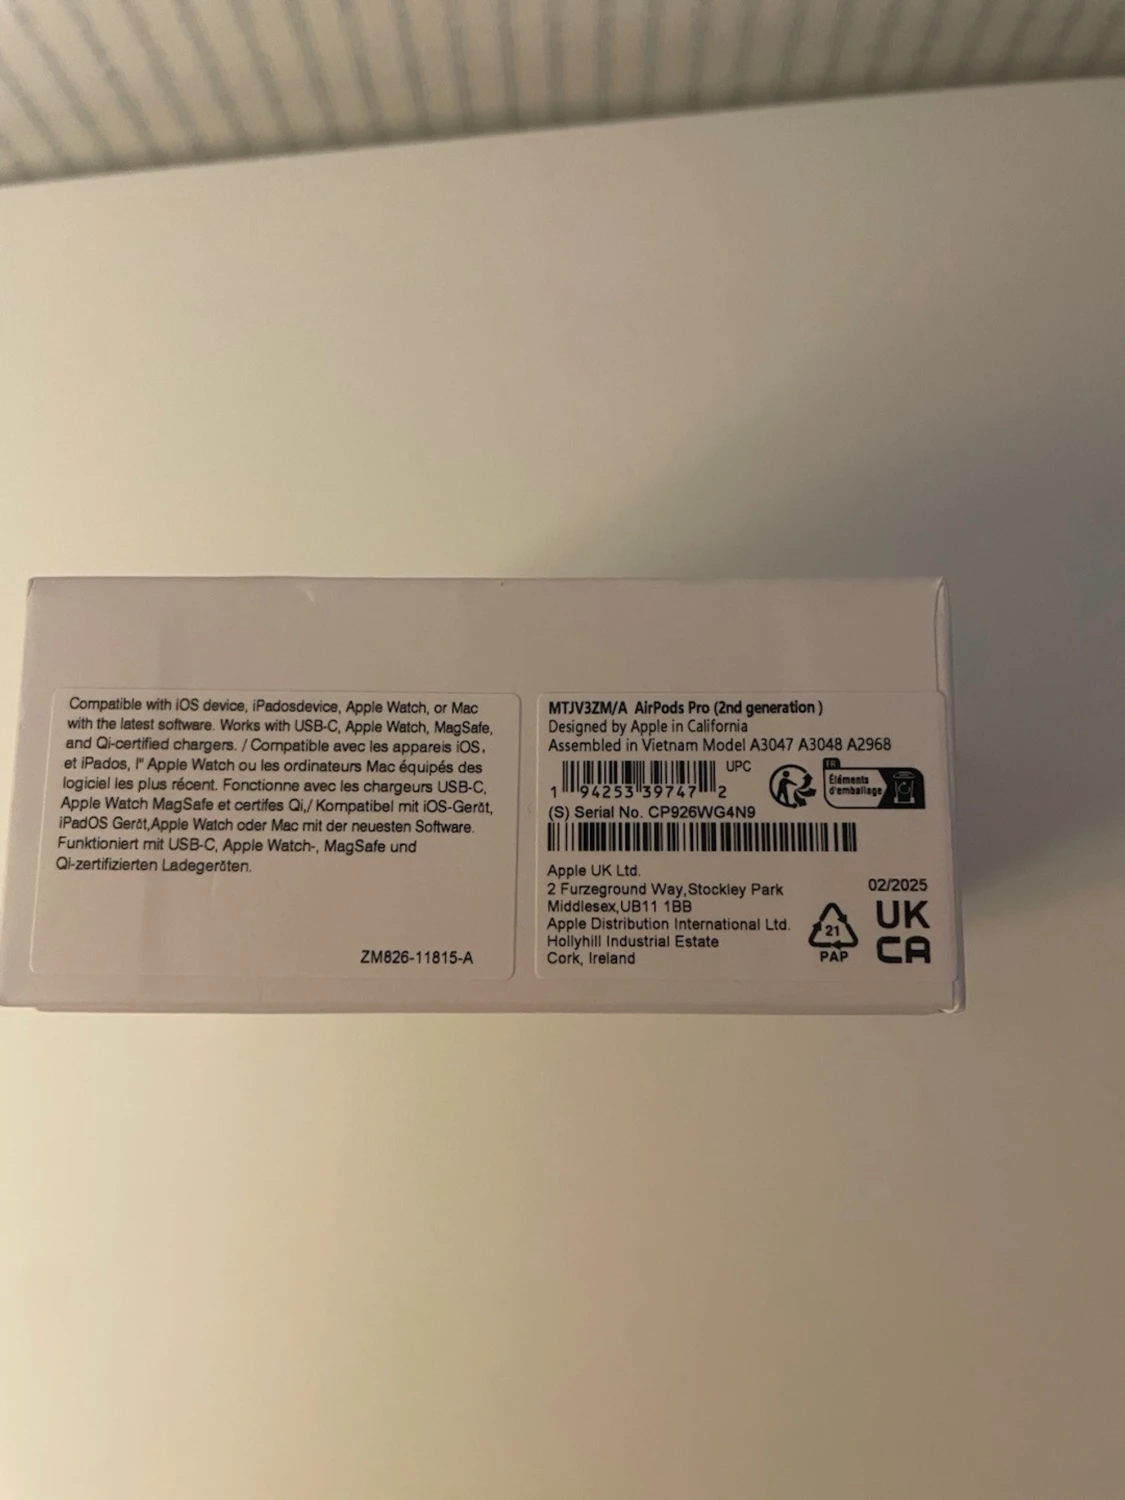 Compatible with iOS device, iPadosdevice, Apple Watch, or Mac
with the latest software. Works with USB-C, Apple Watch, MagSafe,
and Qi-certified chargers. / Compatible avec les appareis iOS,
et iPados, l" Apple Watch ou les ordinateurs Mac équipés des
logiciel les plus récent. Fonctionne avec les chargeurs USB-C,
Apple Watch MagSafe et certifes Qi,/ Kompatibel mit iOS-Gerät,
iPadOS Gerät,Apple Watch oder Mac mit der neuesten Software.
Funktioniert mit USB-C, Apple Watch-, MagSafe und
Qi-zertifizierten Ladegeräten.
ZM826-11815-A
MTJV3ZM/A AirPods Pro (2nd generation )
Designed by Apple in California
Assembled in Vietnam Model A3047 A3048 A2968
UPC
1 94253 39747 2
FR
Éléments
d'emballage
(S) Serial No. CP926WG4N9
Apple UK Ltd.
2 Furzeground Way,Stockley Park
Middlesex,UB11 1BB
Apple Distribution International Ltd.
Hollyhill Industrial Estate
Cork, Ireland
21
PAP
02/2025
UK
CA